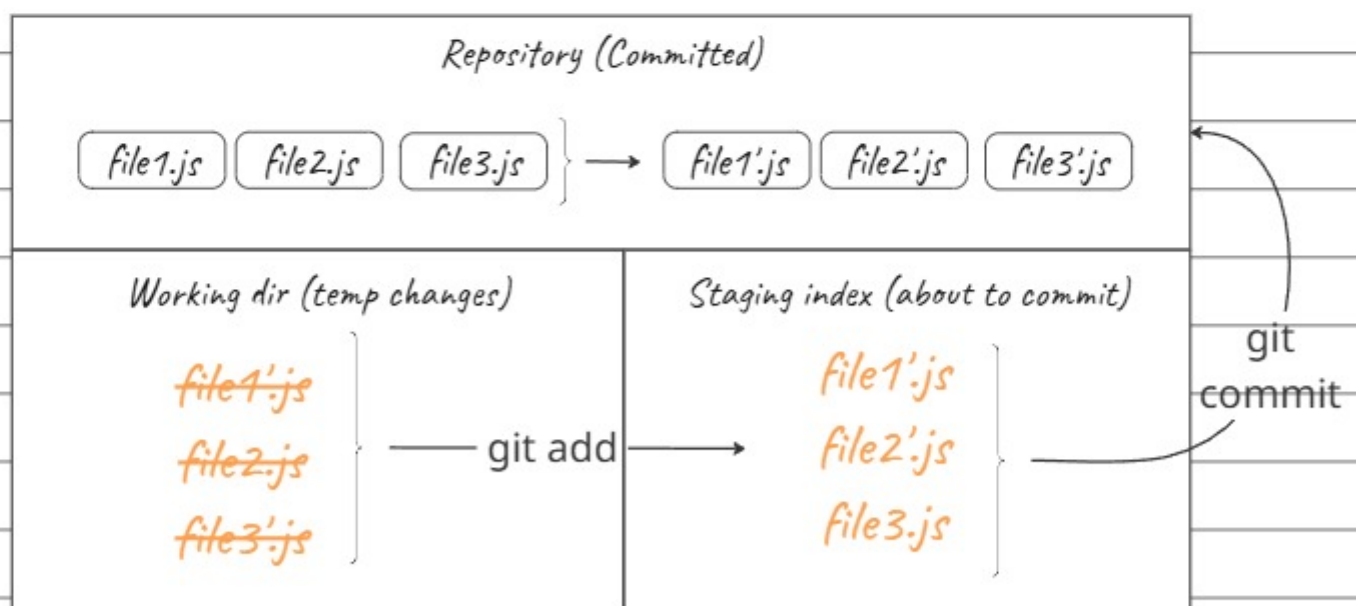 Repository (Committed)
file1.js file2.js file3.js file1'.js file2'.js file3'.js
Working dir (temp changes)
file1'.js
file2.js
file3'.js
git add
Staging index (about to commit)
file1'.js
file2'.js
file3.js
git
commit